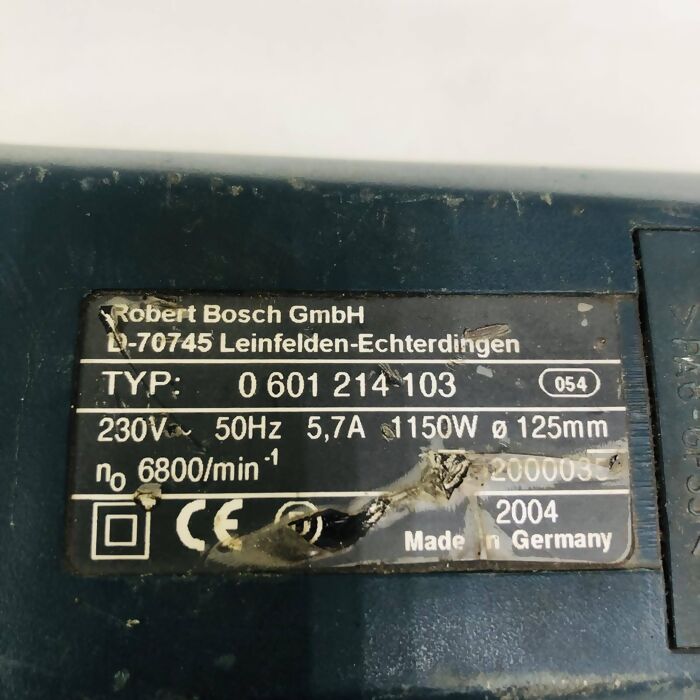 Robert Bosch GmbH
D-70745 Leinfelden-Echterdingen
TYP: 0 601 214 103 054
230V~ 50Hz 5,7A 1150W ø 125mm
n₀ 6800/min⁻¹
CE 2004
Made in Germany